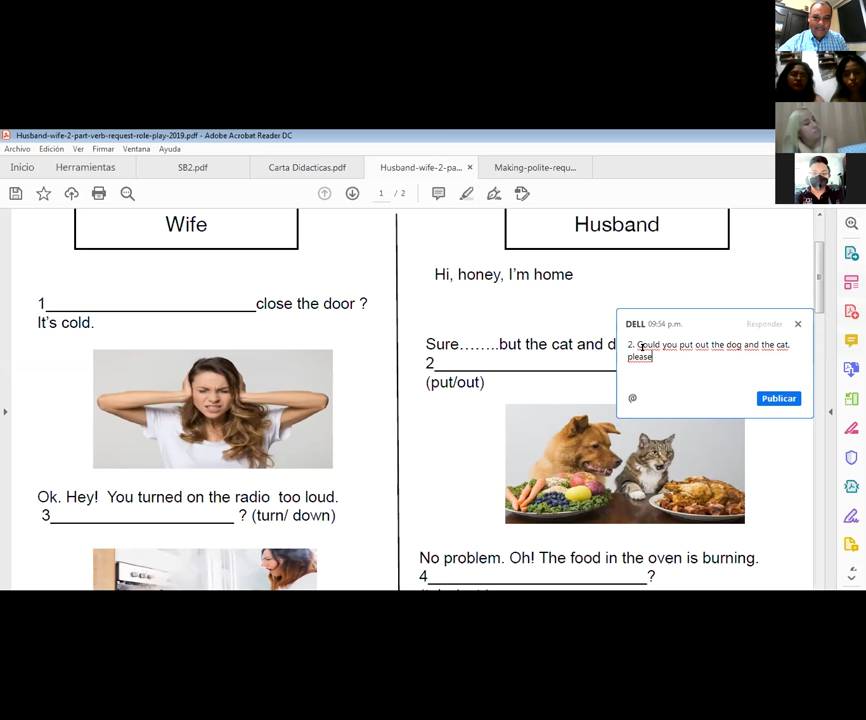 Husband-wife-2-part-verb-request-role-play-2019.pdf - Adobe Acrobat Reader DC
Archivo Edición Ver Firmar Ventana Ayuda
Inicio Herramientas SB2.pdf Carta Didacticas.pdf Husband-wife-2-pa... × Making-polite-requ...
1 / 2
Wife
1________________________close the door ?
It's cold.
Ok. Hey! You turned on the radio too loud.
3_____________________ ? (turn/ down)
Husband
Hi, honey, I'm home
Sure........but the cat and d
2
(put/out)
No problem. Oh! The food in the oven is burning.
4_________________________?
DELL 09:54 p.m. Responder
2. Could you put out the dog and the cat,
please
@ Publicar